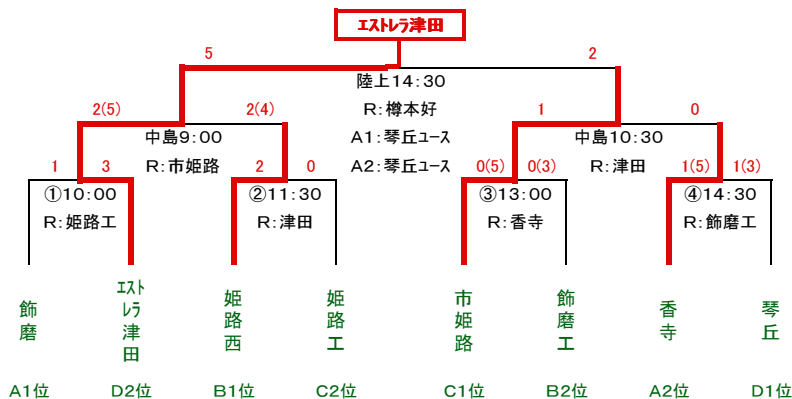 エストレラ津田
5
2
陸上14:30
2(5)
2(4)
R:樽本好
1
0
中島9:00
A1:琴丘ユース
中島10:30
1
3
R:市姫路
2
0
A2:琴丘ユース
0(5)
0(3)
R:津田
1(5)
1(3)
①10:00
②11:30
③13:00
④14:30
R:姫路工
R:津田
R:香寺
R:飾磨工
飾磨
エストレラ津田
姫路西
姫路工
市姫路
飾磨工
香寺
琴丘
A1位
D2位
B1位
C2位
C1位
B2位
A2位
D1位